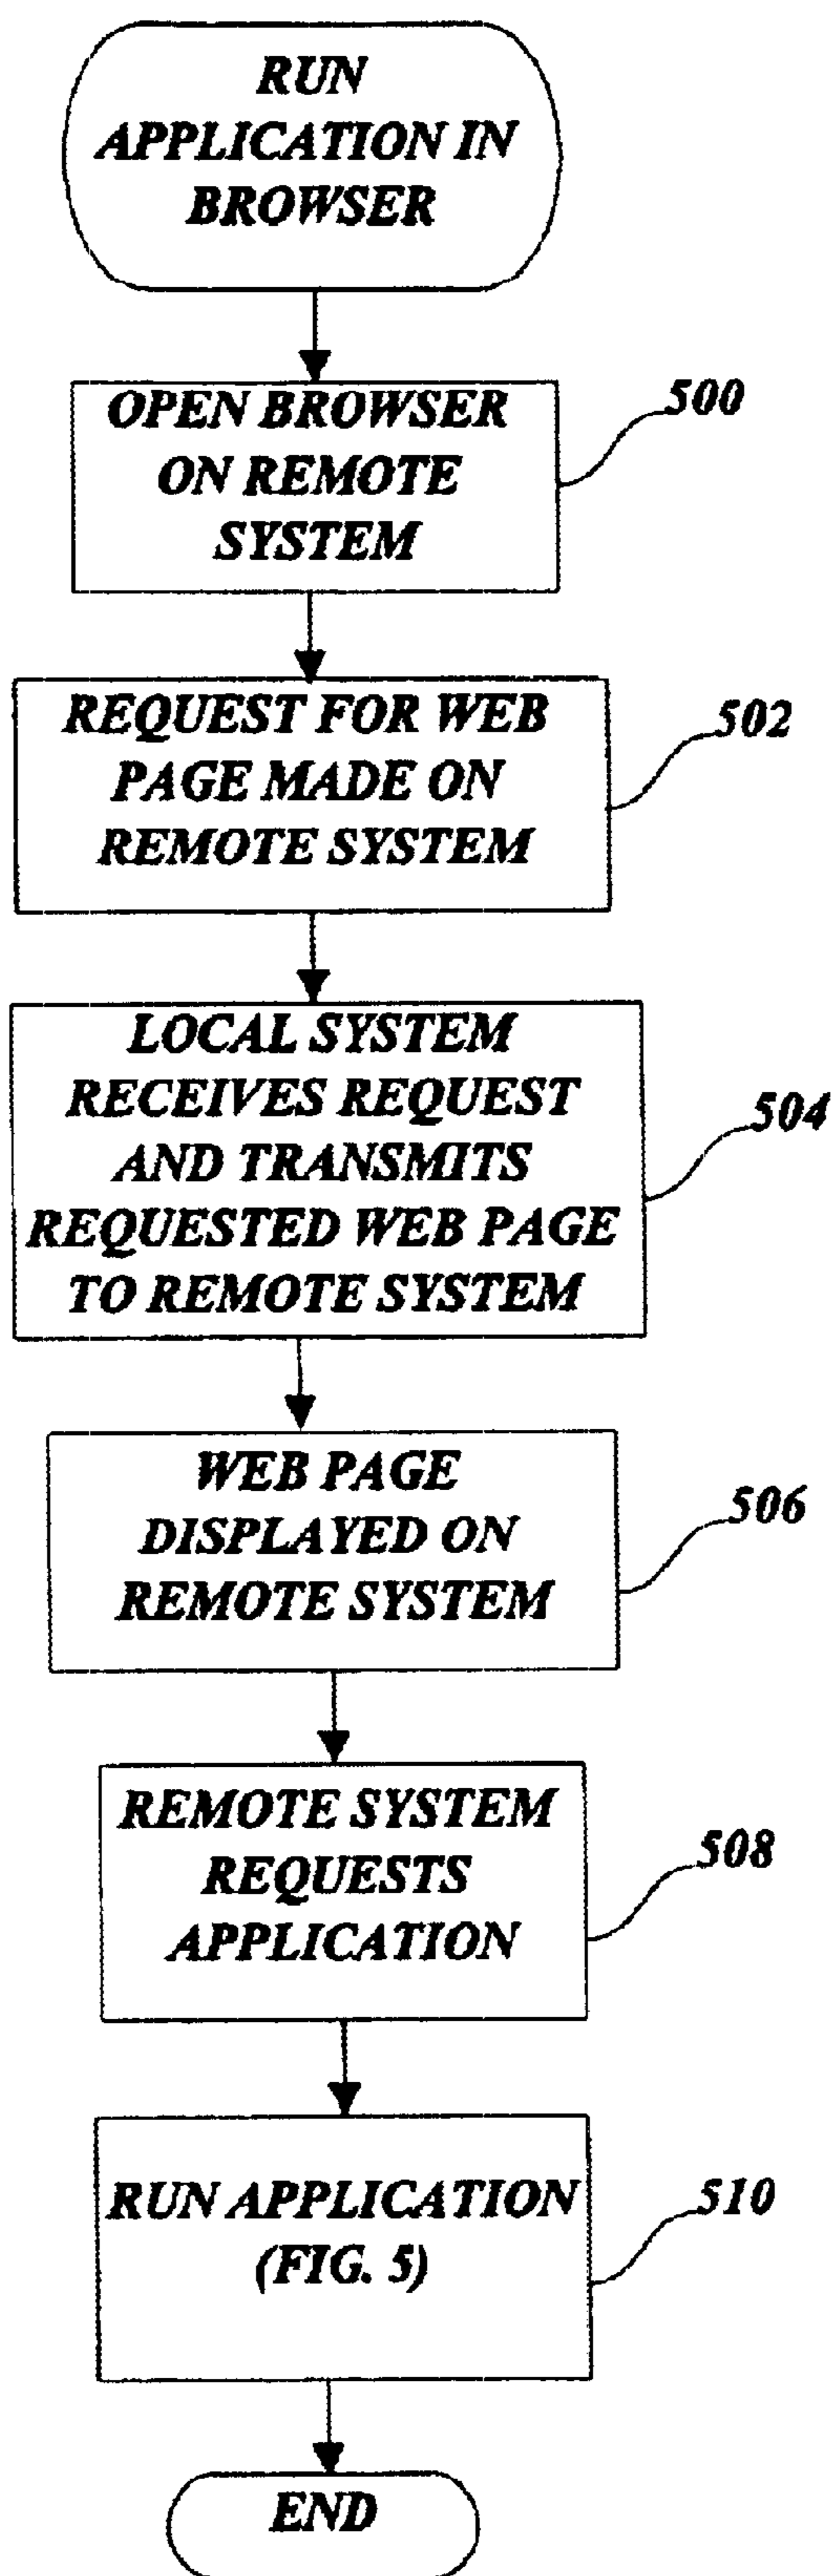 RUN
APPLICATION IN
BROWSER
OPEN BROWSER
ON REMOTE
SYSTEM
500
REQUEST FOR WEB
PAGE MADE ON
REMOTE SYSTEM
502
LOCAL SYSTEM
RECEIVES REQUEST
AND TRANSMITS
REQUESTED WEB PAGE
TO REMOTE SYSTEM
504
WEB PAGE
DISPLAYED ON
REMOTE SYSTEM
506
REMOTE SYSTEM
REQUESTS
APPLICATION
508
RUN APPLICATION
(FIG. 5)
510
END